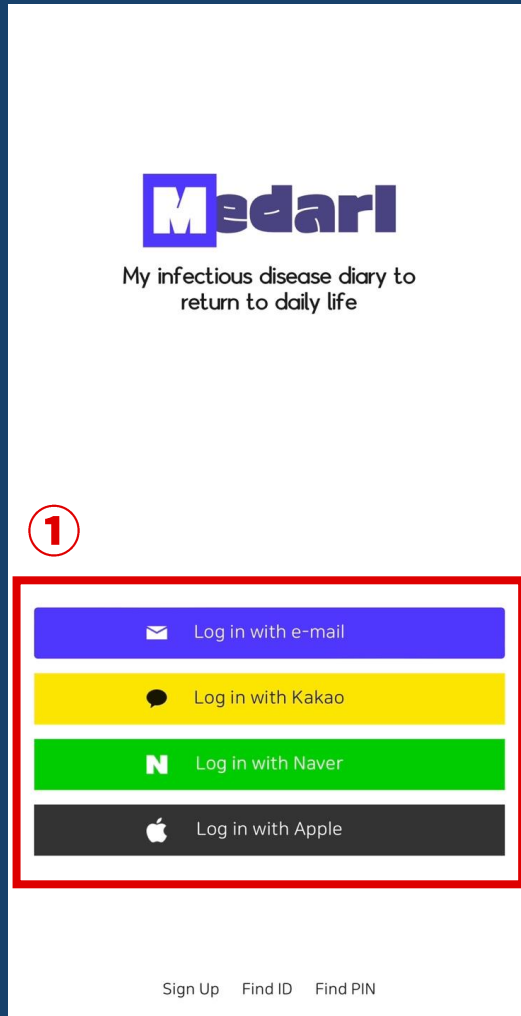 Medarl
My infectious disease diary to
return to daily life
①
Log in with e-mail
Log in with Kakao
N Log in with Naver
Log in with Apple
Sign Up Find ID Find PIN